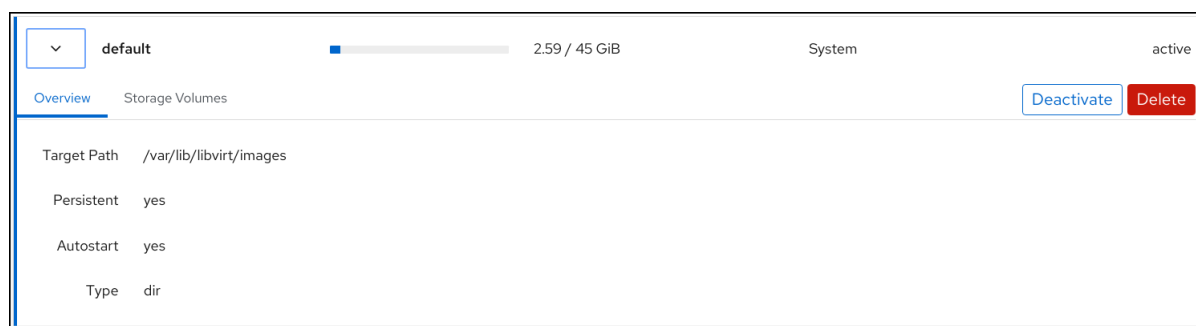 default 2.59 / 45 GiB System active
Overview Storage Volumes Deactivate Delete
Target Path /var/lib/libvirt/images
Persistent yes
Autostart yes
Type dir